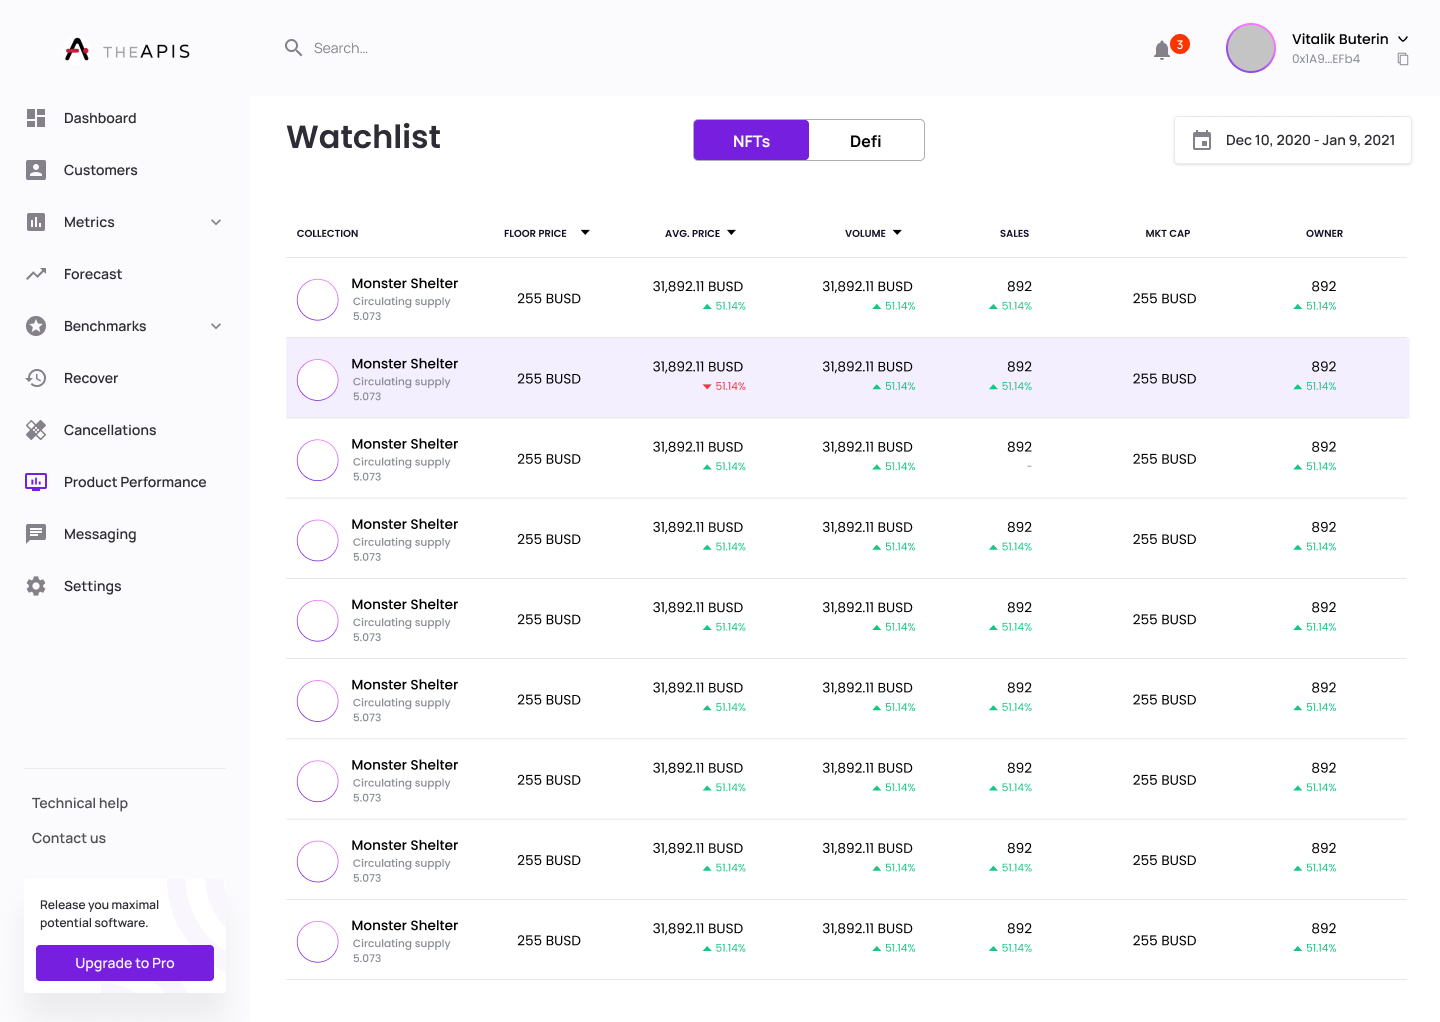 THEAPIS
Search...
3
Vitalik Buterin
0x1A9...EFb4
Dashboard
Customers
Metrics
Forecast
Benchmarks
Recover
Cancellations
Product Performance
Messaging
Settings
Technical help
Contact us
Release you maximal
potential software.
Upgrade to Pro
Watchlist
NFTs
Defi
Dec 10, 2020 - Jan 9, 2021
COLLECTION FLOOR PRICE AVG. PRICE VOLUME SALES MKT CAP OWNER
Monster Shelter
Circulating supply
5.073
255 BUSD 31,892.11 BUSD 31,892.11 BUSD 892 255 BUSD 892
51.14% 51.14% 51.14% 51.14%
Monster Shelter
Circulating supply
5.073
255 BUSD 31,892.11 BUSD 31,892.11 BUSD 892 255 BUSD 892
51.14% 51.14% 51.14% 51.14%
Monster Shelter
Circulating supply
5.073
255 BUSD 31,892.11 BUSD 31,892.11 BUSD 892 255 BUSD 892
51.14% 51.14% - 51.14%
Monster Shelter
Circulating supply
5.073
255 BUSD 31,892.11 BUSD 31,892.11 BUSD 892 255 BUSD 892
51.14% 51.14% 51.14% 51.14%
Monster Shelter
Circulating supply
5.073
255 BUSD 31,892.11 BUSD 31,892.11 BUSD 892 255 BUSD 892
51.14% 51.14% 51.14% 51.14%
Monster Shelter
Circulating supply
5.073
255 BUSD 31,892.11 BUSD 31,892.11 BUSD 892 255 BUSD 892
51.14% 51.14% 51.14% 51.14%
Monster Shelter
Circulating supply
5.073
255 BUSD 31,892.11 BUSD 31,892.11 BUSD 892 255 BUSD 892
51.14% 51.14% 51.14% 51.14%
Monster Shelter
Circulating supply
5.073
255 BUSD 31,892.11 BUSD 31,892.11 BUSD 892 255 BUSD 892
51.14% 51.14% 51.14% 51.14%
Monster Shelter
Circulating supply
5.073
255 BUSD 31,892.11 BUSD 31,892.11 BUSD 892 255 BUSD 892
51.14% 51.14% 51.14% 51.14%